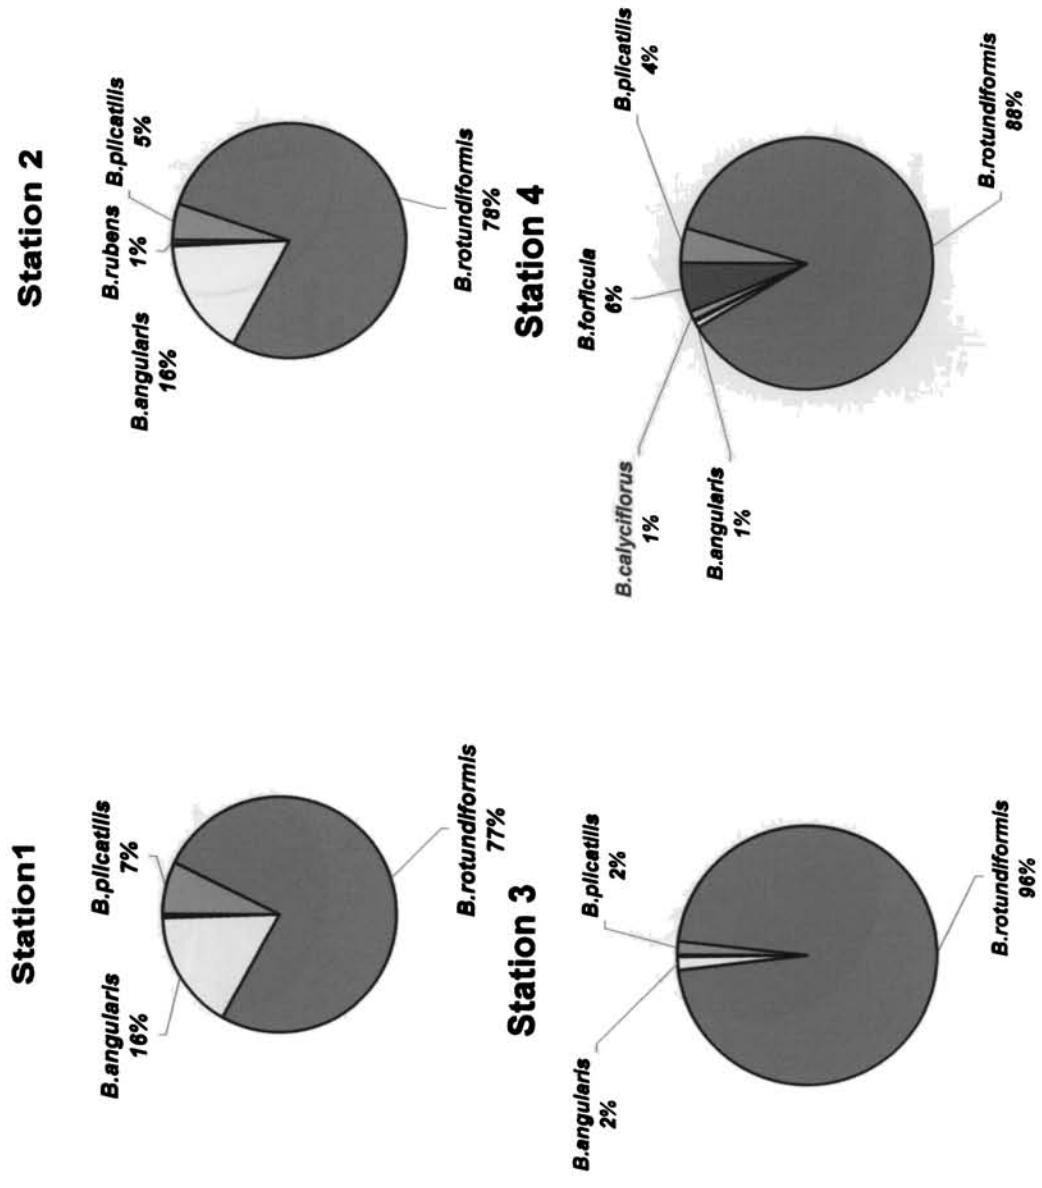 Station1
B.plicatilis
7%
B.angularis
16%
B.rotundiformis
77%
Station 2
B.plicatilis
5%
B.rubens
1%
B.angularis
16%
B.rotundiformis
78%
Station 3
B.plicatilis
2%
B.angularis
2%
B.rotundiformis
96%
Station 4
B.plicatilis
4%
B.forficula
6%
B.calyciflorus
1%
B.angularis
1%
B.rotundiformis
88%